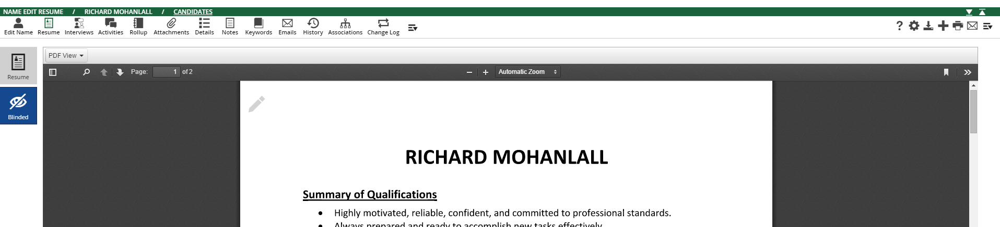 NAME EDIT RESUME / RICHARD MOHANLALL / CANDIDATES
Edit Name Resume Interviews Activities Rollup Attachments Details Notes Keywords Emails History Associations Change Log
PDF View
Resume
Page: 1 of 2 Automatic Zoom
Blinded
RICHARD MOHANLALL
Summary of Qualifications
• Highly motivated, reliable, confident, and committed to professional standards.
• Always prepared and ready to accomplish new tasks effectively.